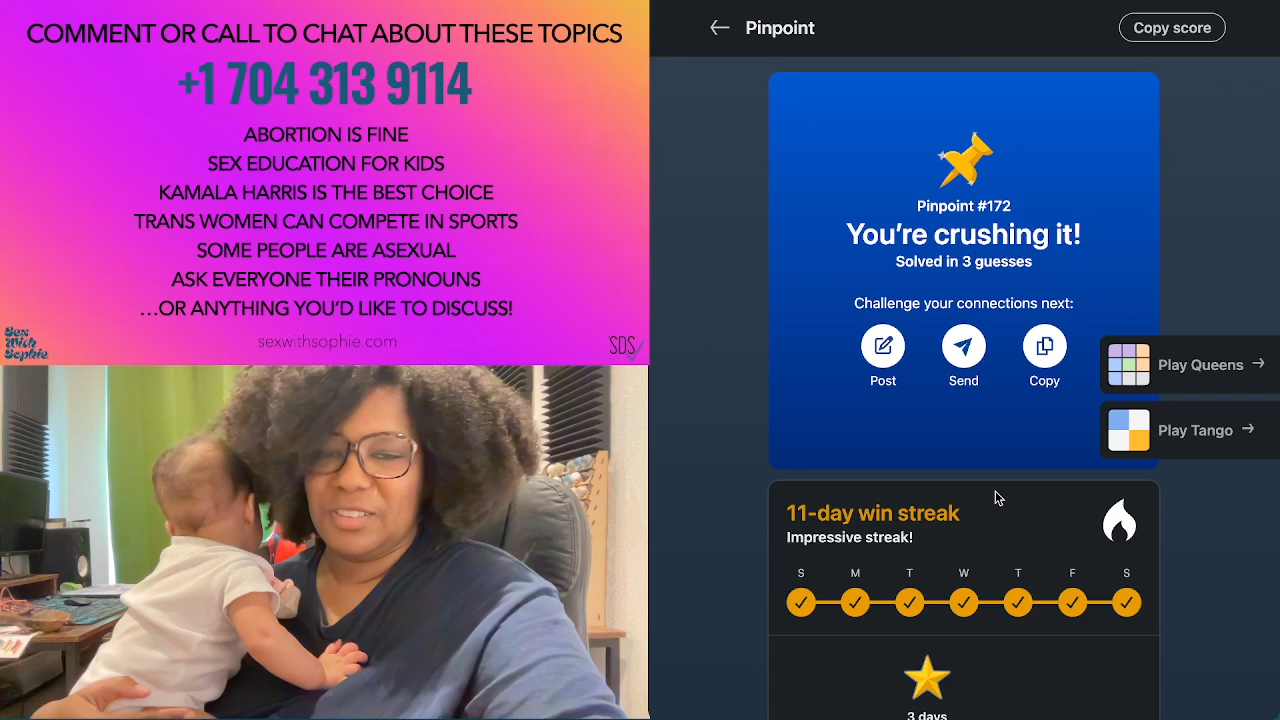 COMMENT OR CALL TO CHAT ABOUT THESE TOPICS
+1 704 313 9114
ABORTION IS FINE
SEX EDUCATION FOR KIDS
KAMALA HARRIS IS THE BEST CHOICE
TRANS WOMEN CAN COMPETE IN SPORTS
SOME PEOPLE ARE ASEXUAL
ASK EVERYONE THEIR PRONOUNS
...OR ANYTHING YOU'D LIKE TO DISCUSS!
sexwithsophie.com
Sex
With
Sophie
SDS
Pinpoint
Copy score
Pinpoint #172
You're crushing it!
Solved in 3 guesses
Challenge your connections next:
Post
Send
Copy
Play Queens
Play Tango
11-day win streak
Impressive streak!
S M T W T F S
3 days